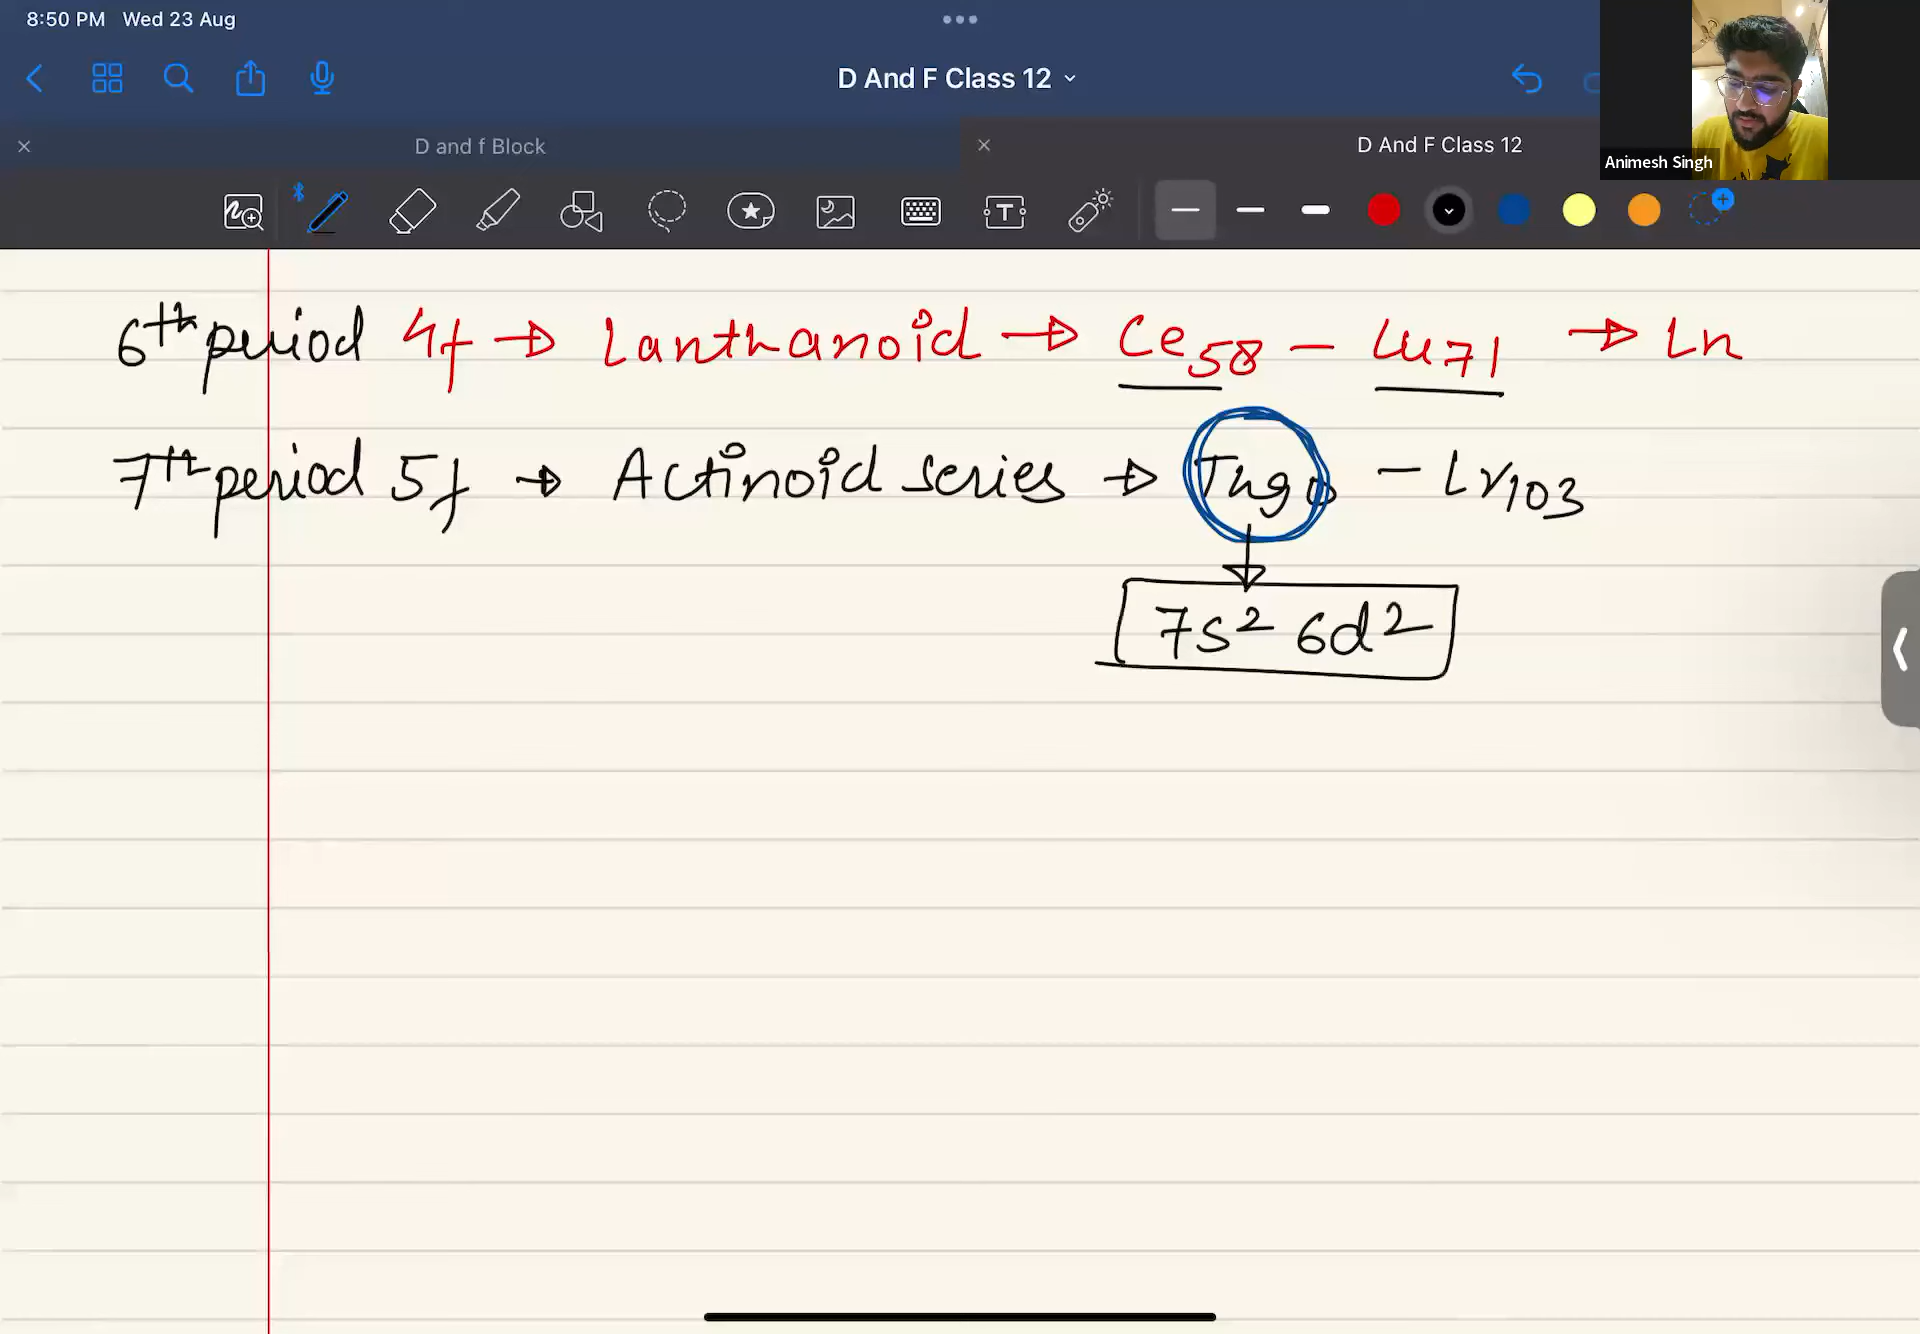 8:50 PM Wed 23 Aug
D And F Class 12
D and f Block
D And F Class 12
Animesh Singh
T
6th period 4f → Lanthanoid → Ce58 – Lu71 → Ln
7th period 5f → Actinoid series → Th90 – Lr103
7s² 6d²